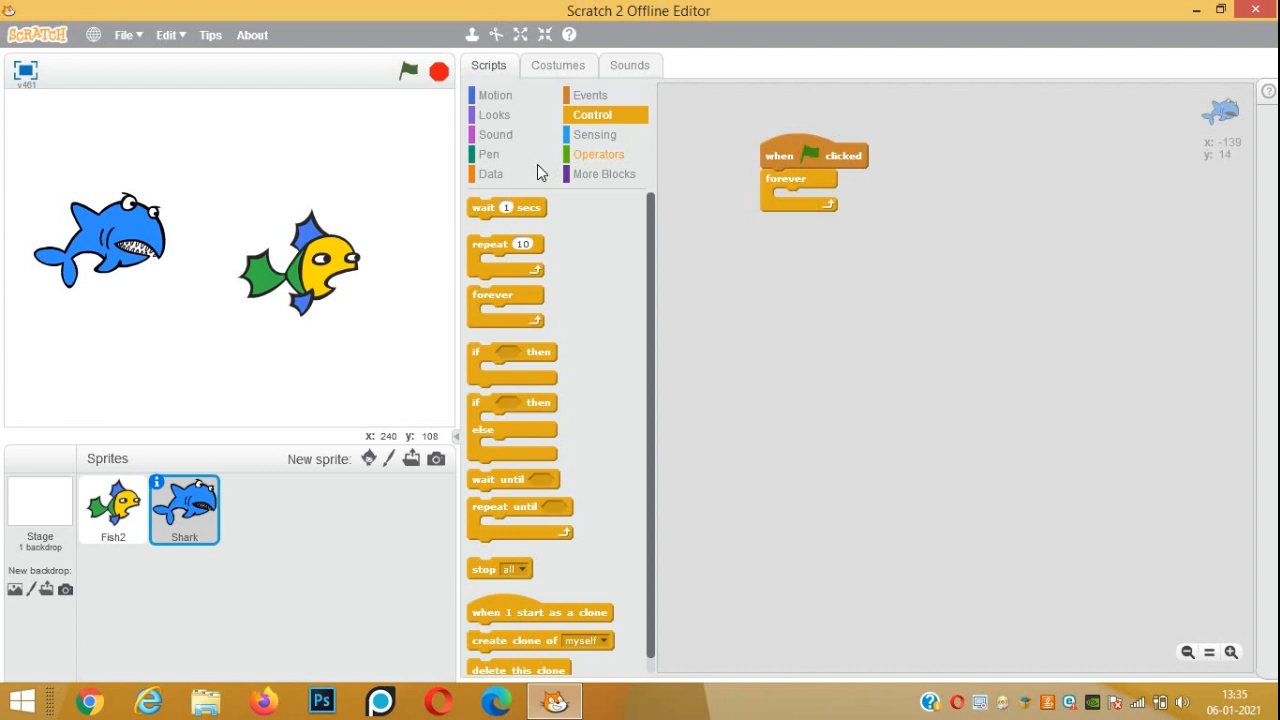 Scratch 2 Offline Editor
SCRATCH File Edit Tips About
v461
Scripts Costumes Sounds
Motion Events
Looks Control
Sound Sensing
Pen Operators
Data More Blocks
wait 1 secs
repeat 10
forever
if then
if then
else
wait until
repeat until
stop all
when I start as a clone
create clone of myself
delete this clone
when clicked
forever
x: -139
y: 14
x: 240 y: 108
Sprites New sprite:
Stage
1 backdrop
New backdrop:
Fish2
Shark
Ps
13:35
06-01-2021